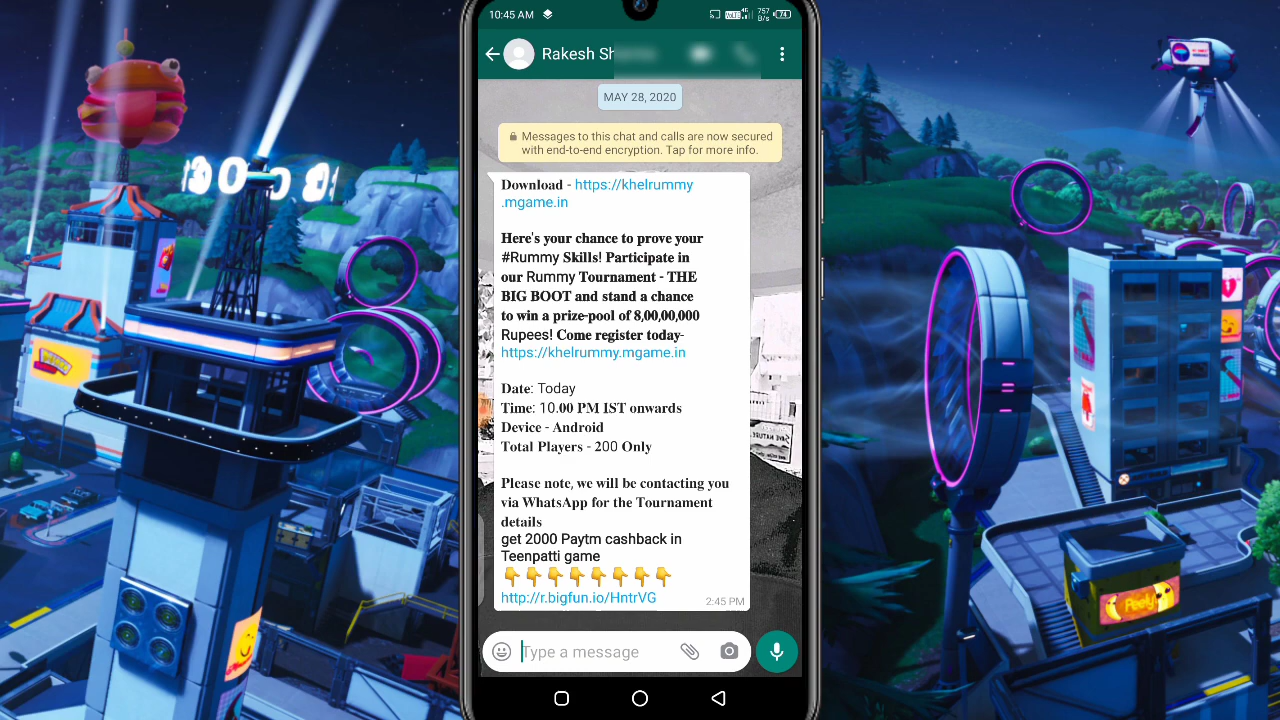 10:45 AM
757
B/s
74
Rakesh Sh
MAY 28, 2020
Messages to this chat and calls are now secured
with end-to-end encryption. Tap for more info.
Download - https://khelrummy
.mgame.in
Here's your chance to prove your
#Rummy Skills! Participate in
our Rummy Tournament - THE
BIG BOOT and stand a chance
to win a prize-pool of 8,00,00,000
Rupees! Come register today-
https://khelrummy.mgame.in
Date: Today
Time: 10.00 PM IST onwards
Device - Android
Total Players - 200 Only
Please note, we will be contacting you
via WhatsApp for the Tournament
details
get 2000 Paytm cashback in
Teenpatti game
👇👇👇👇👇👇👇👇
http://r.bigfun.io/HntrVG
2:45 PM
Type a message
Peely